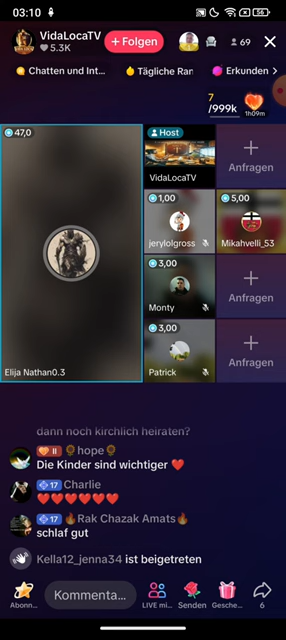 03:10
56
VidaLocaTV
5.3K
+ Folgen
69
Chatten und Int...
Tägliche Ran
Erkunden >
7
/999k
1h09m
47,0
Host
VidaLocaTV
Anfragen
1,00
jerylolgross
5,00
Mikahvelli_53
3,00
Monty
Anfragen
3,00
Patrick
Anfragen
Elija Nathan0.3
dann noch kirchlich heiraten?
II 🌻hope🌻
Die Kinder sind wichtiger ❤️
17 Charlie
❤️❤️❤️❤️❤️❤️
17 🔥Rak Chazak Amats🔥
schlaf gut
Kella12_jenna34 ist beigetreten
Kommenta...
Abonn...
LIVE mi...
Senden
Gesche...
6